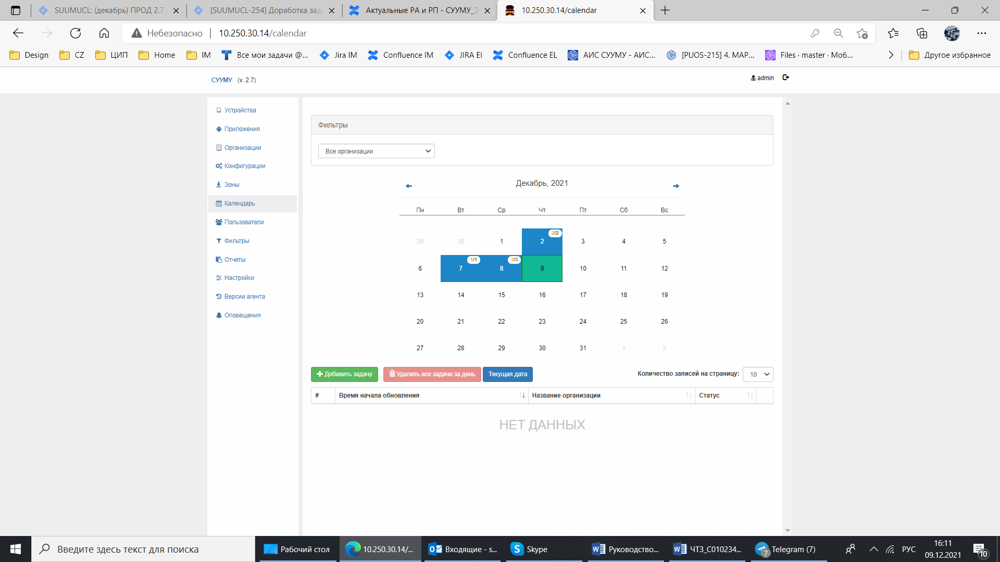 SUUMUCL: (декабрь) ПРОД 2.7
[SUUMUCL-254] Доработка зад
Актуальные РА и РП - СУУМУ_Э
10.250.30.14/calendar
Небезопасно 10.250.30.14/calendar
Design CZ ЦИП Home IM Все мои задачи @... Jira IM Confluence IM JIRA EI Confluence EL АИС СУУМУ - АИС... [PUOS-215] 4. МАР... Files · master · Моб... Другое избранное
СУУМУ (v. 2.7)
admin
Устройства
Приложения
Организации
Конфигурации
Зоны
Календарь
Пользователи
Фильтры
Отчеты
Настройки
Версии агента
Оповещения
Фильтры
Все организации
Декабрь, 2021
Пн Вт Ср Чт Пт Сб Вс
29 30 1 2 2/2 3 4 5
6 7 1/1 8 3/3 9 10 11 12
13 14 15 16 17 18 19
20 21 22 23 24 25 26
27 28 29 30 31 1 2
Добавить задачу Удалить все задачи за день Текущая дата Количество записей на страницу: 10
# Время начала обновления Название организации Статус
НЕТ ДАННЫХ
Введите здесь текст для поиска Рабочий стол 10.250.30.14/... Входящие - s... Skype Руководство... ЧТЗ_C010234... Telegram (7) 7 РУС 16:11
09.12.2021 10